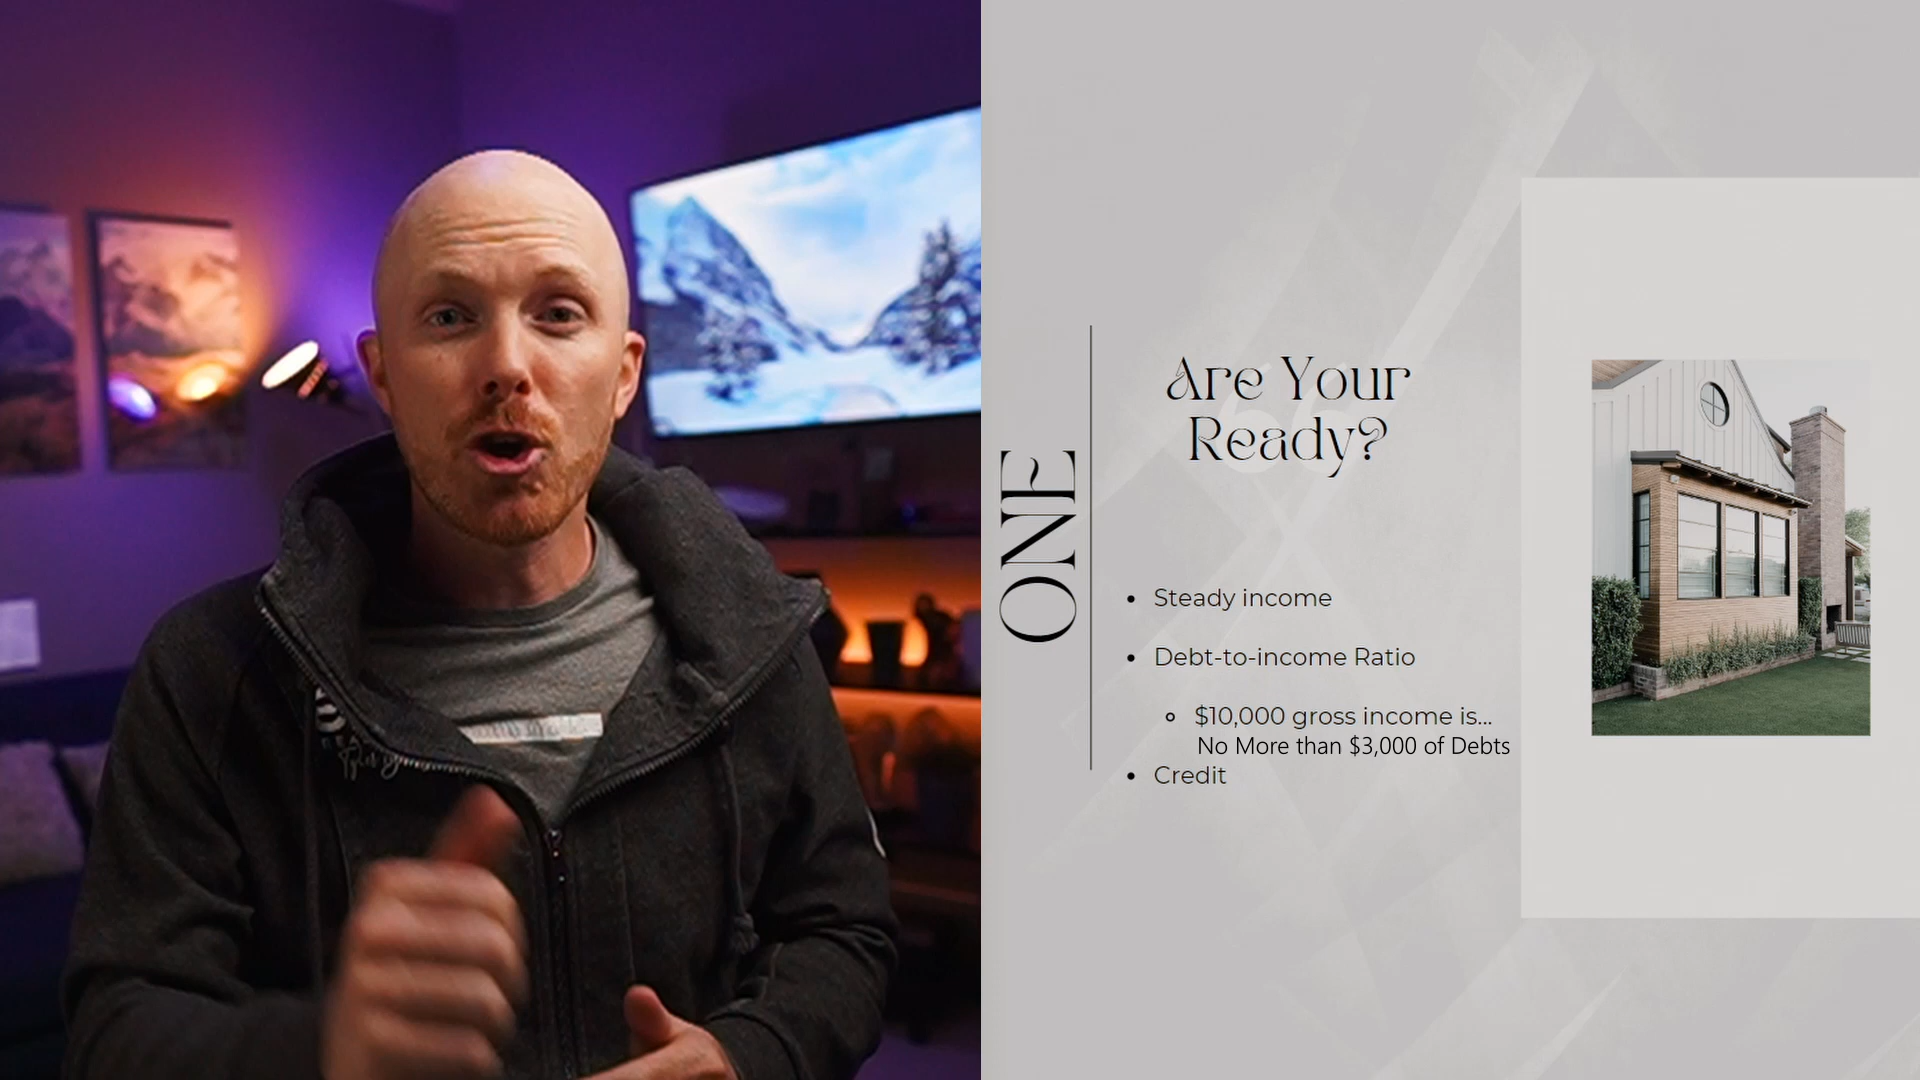 ONE
Are Your
Ready?
Steady income
Debt-to-income Ratio
$10,000 gross income is...
No More than $3,000 of Debts
Credit